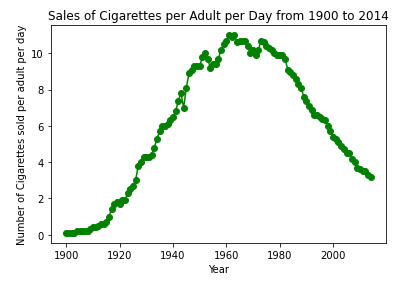 Sales of Cigarettes per Adult per Day from 1900 to 2014
Number of Cigarettes sold per adult per day
10
8
6
4
2
0
1900 1920 1940 1960 1980 2000
Year